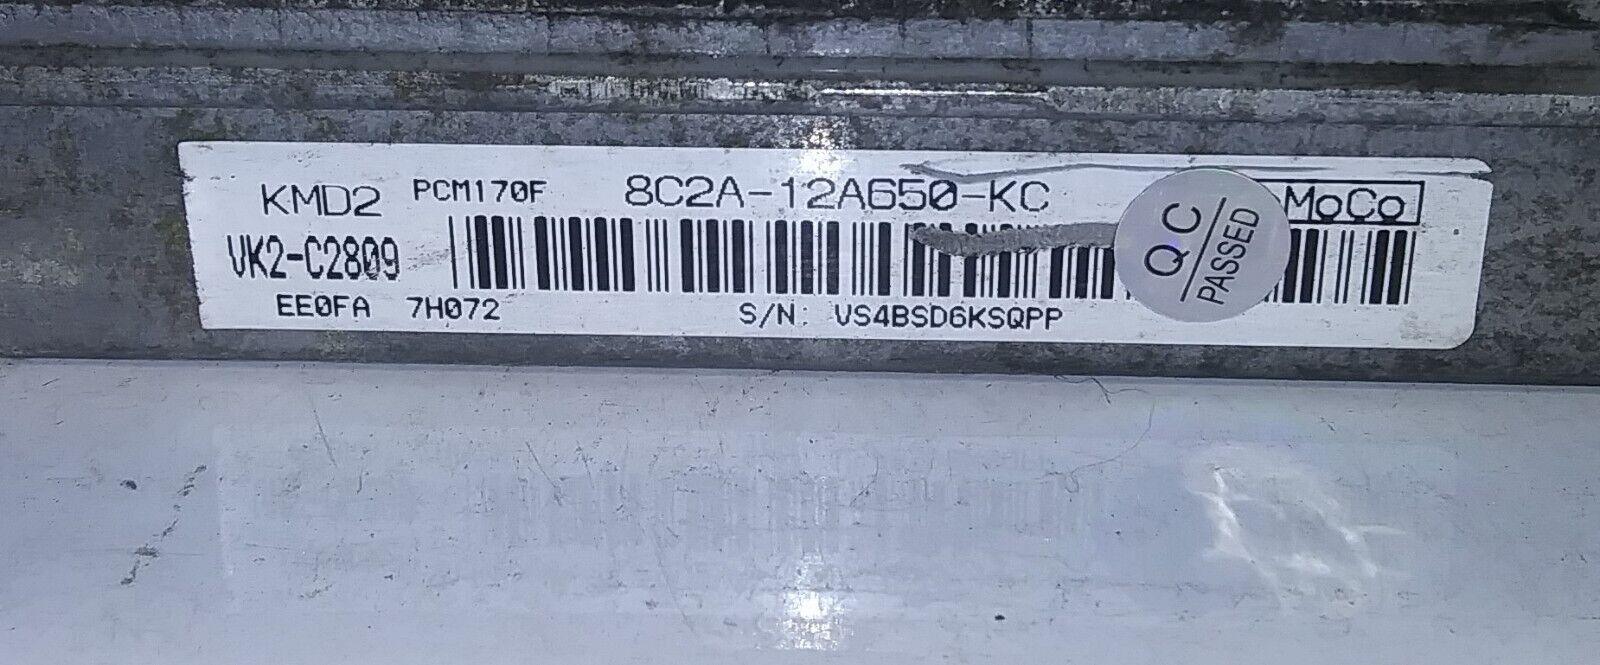 KMD2 PCM170F 8C2A-12A650-KC MoCo
VK2-C2809
EE0FA 7H072 S/N: VS4BSD6KSQPP
QC
PASSED